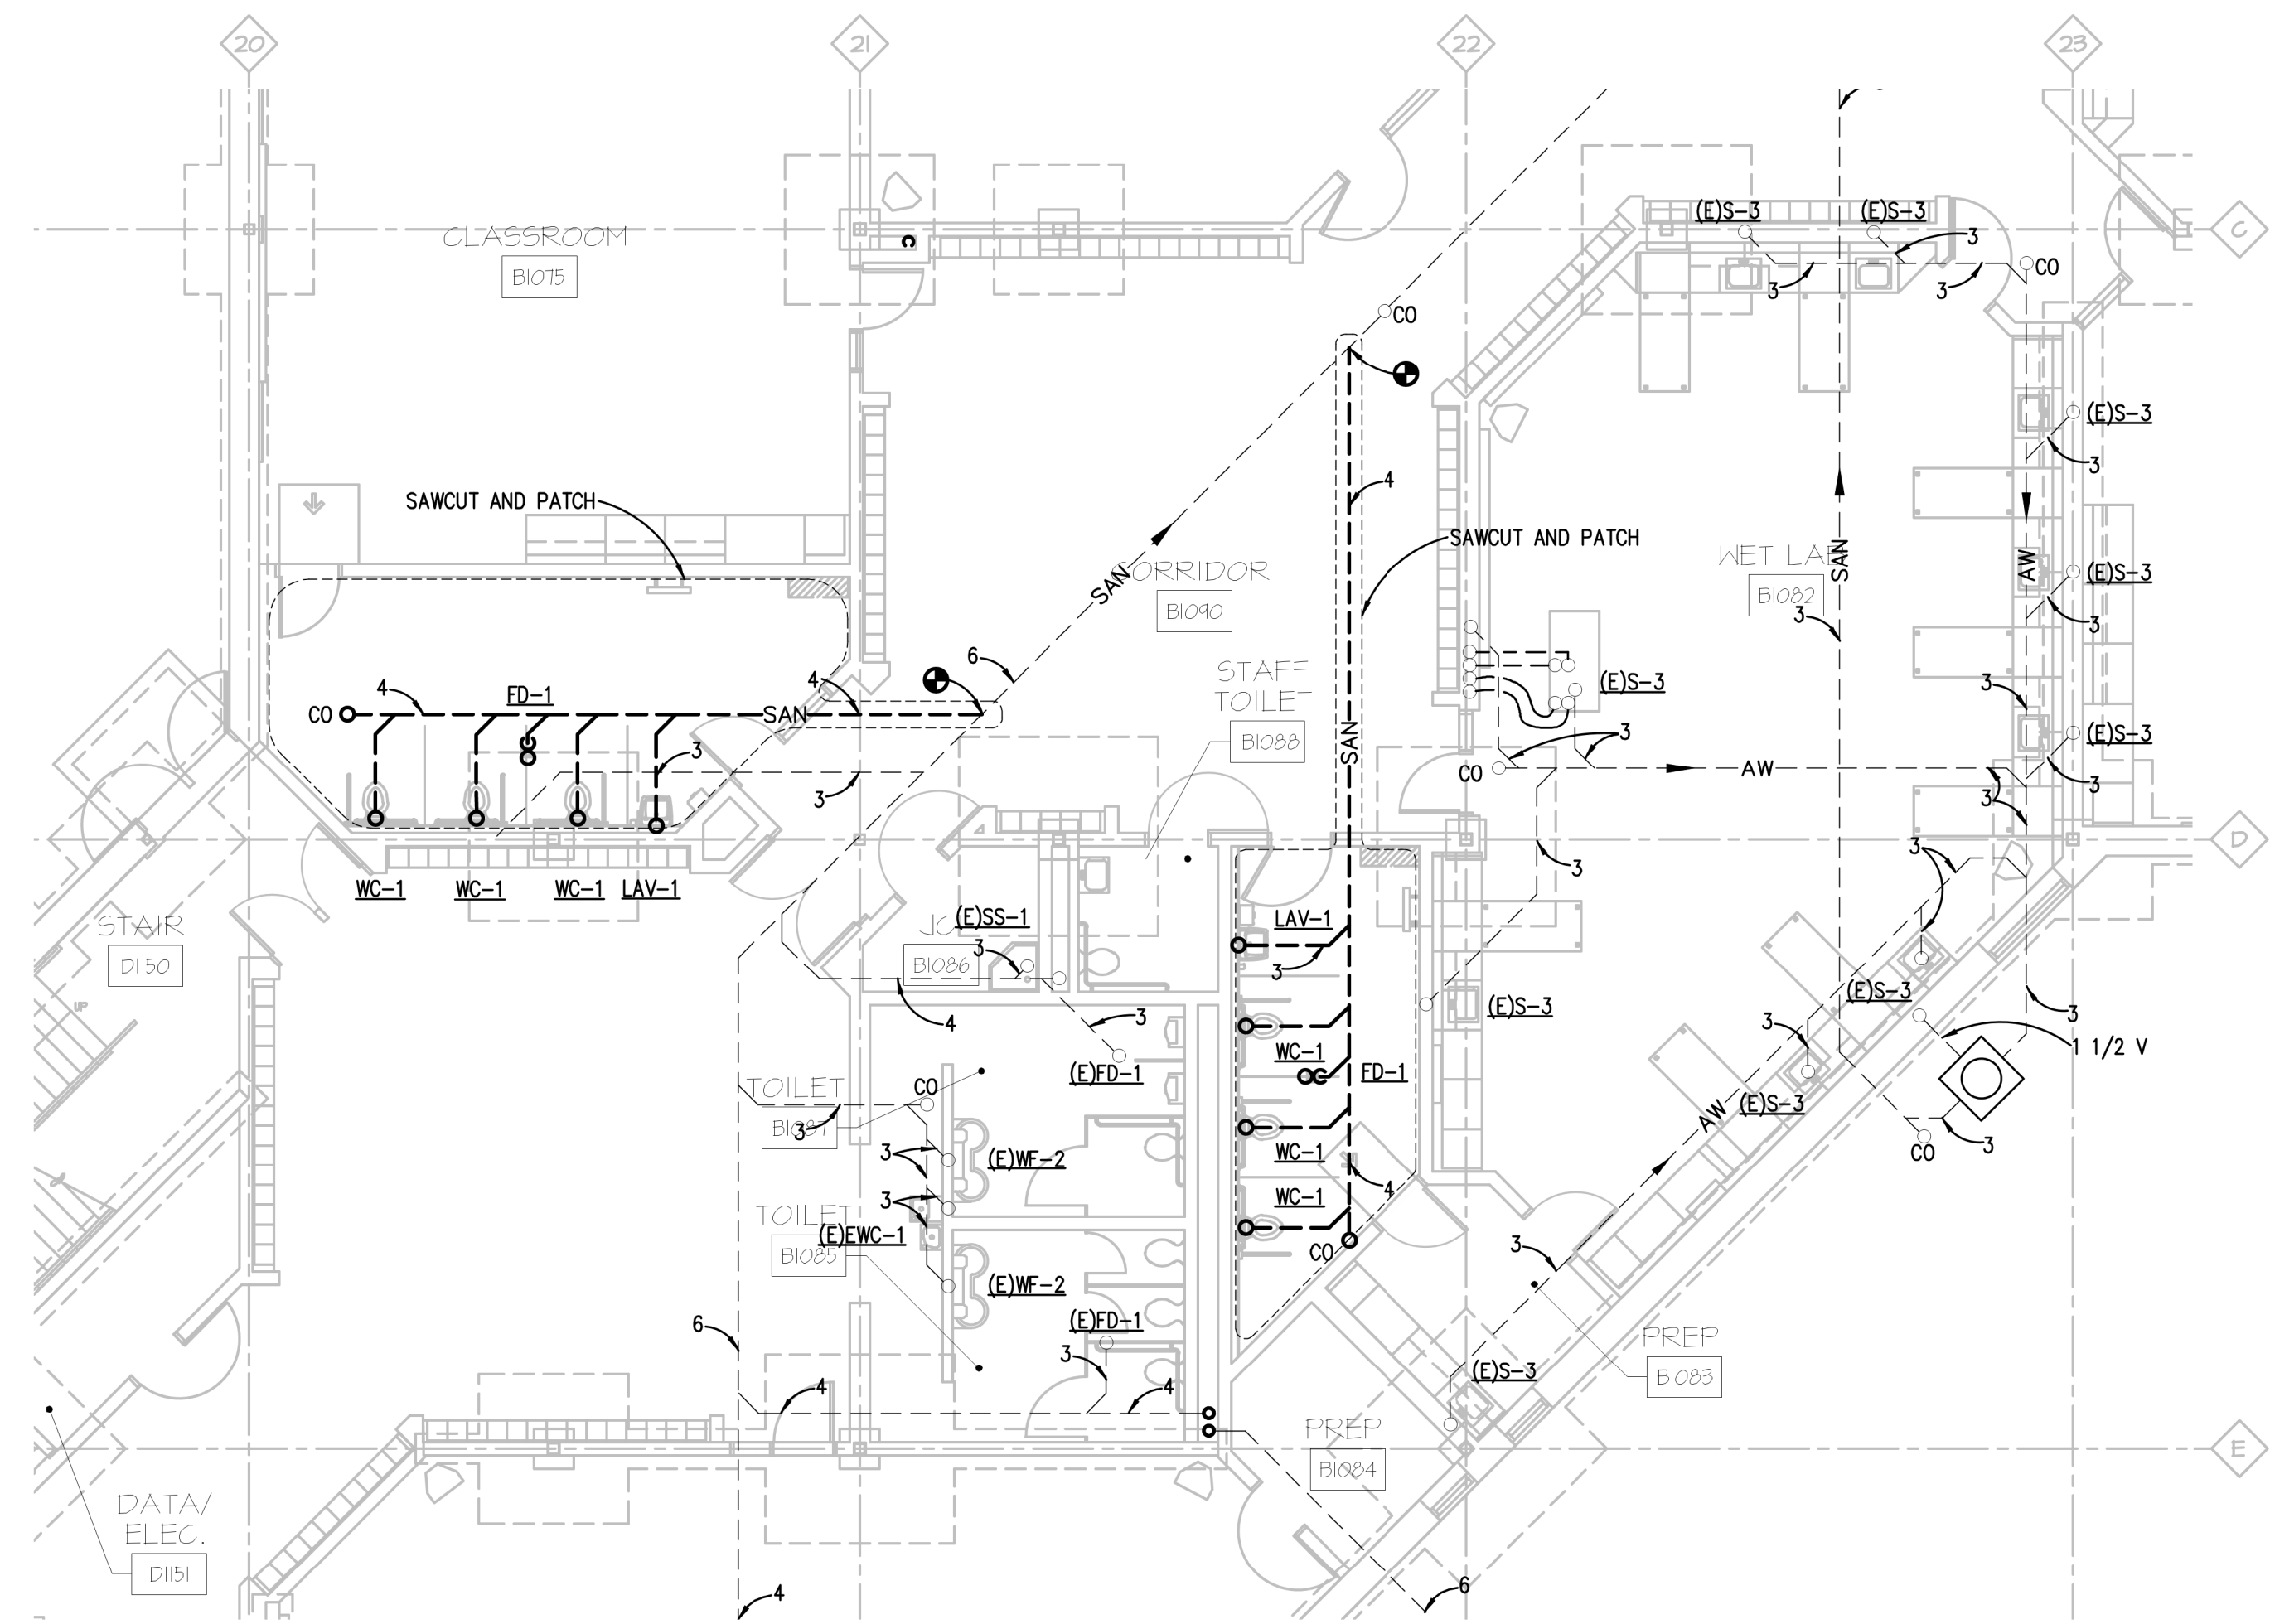 20
21
22
23
C
CLASSROOM
B1075
(E)S-3
(E)S-3
3
3
3
CO
CO
(E)S-3
3
SAWCUT AND PATCH
4
SAWCUT AND PATCH
SAN
CORRIDOR
B1090
WET LAB
B1082
3
SAN
AW
(E)S-3
3
STAFF
TOILET
B1088
6
4
4
FD-1
CO
SAN
3
3
(E)S-3
3
CO
AW
SAN
3
(E)S-3
3
3
D
WC-1
WC-1
WC-1
LAV-1
3
3
STAIR
D1150
UP
JC
B1086
(E)SS-1
3
4
3
(E)FD-1
LAV-1
3
(E)S-3
(E)S-3
3
1 1/2 V
3
(E)S-3
CO
3
AW
TOILET
B1087
CO
3
WC-1
FD-1
3
(E)WF-2
WC-1
3
WC-1
4
CO
TOILET
B1085
(E)EWC-1
(E)WF-2
3
6
(E)FD-1
3
4
4
(E)S-3
PREP
B1083
PREP
B1084
E
DATA/
ELEC.
D1151
4
6